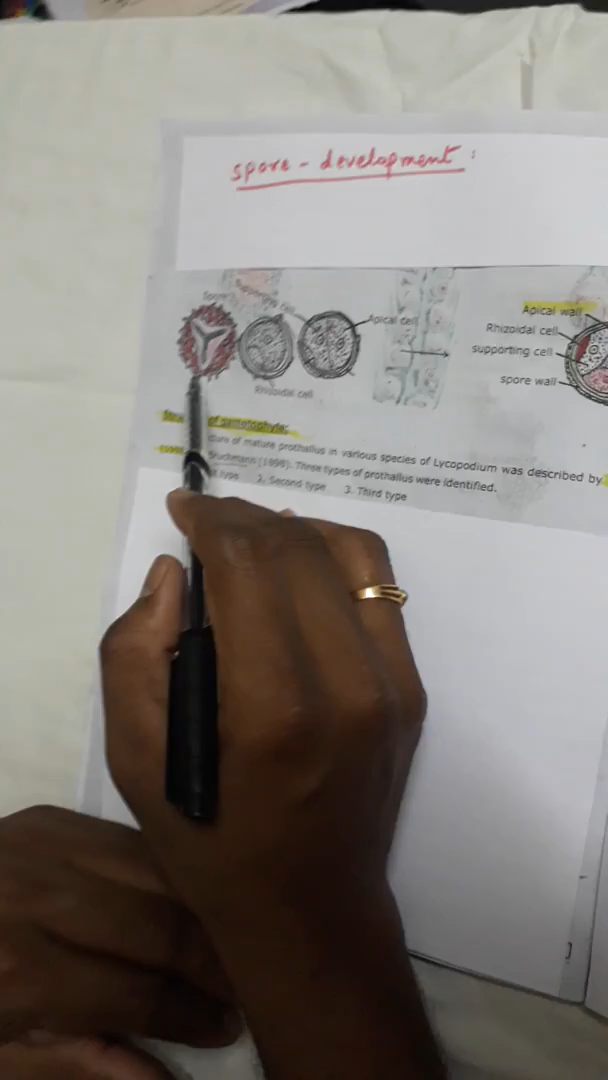 spore - development:
Apical wall
Apical cell
Rhizoidal cell
supporting cell
Rhizoidal cell
spore wall
of gametophyte:
ture of mature prothallus in various species of Lycopodium was described by
Bruchmann (1898). Three types of prothallus were identified.
type 2. Second type 3. Third type